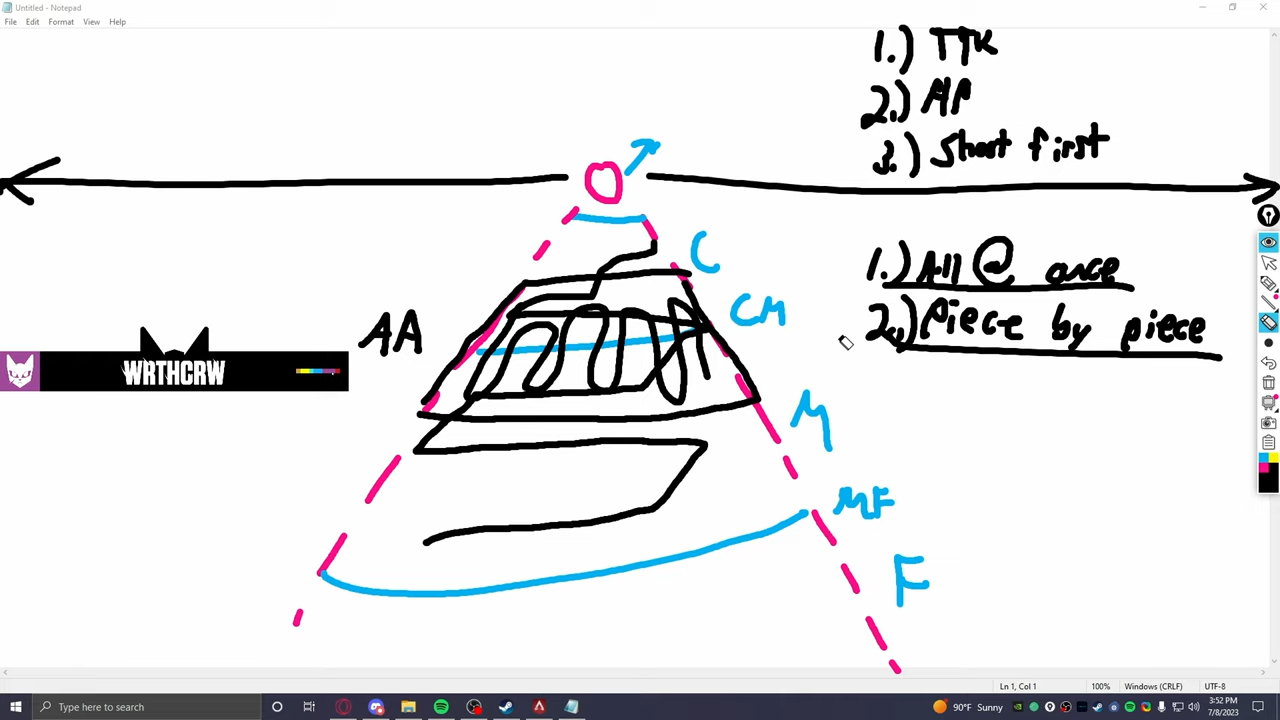 Untitled - Notepad
File Edit Format View Help
1.) TTK
2.) AA
3.) Shoot first
C
CM
AA
M
MF
F
1.) All @ once
2.) Piece by piece
WRTHCRW
Ln 1, Col 1 100% Windows (CRLF) UTF-8
Type here to search
90°F Sunny
3:52 PM
7/8/2023